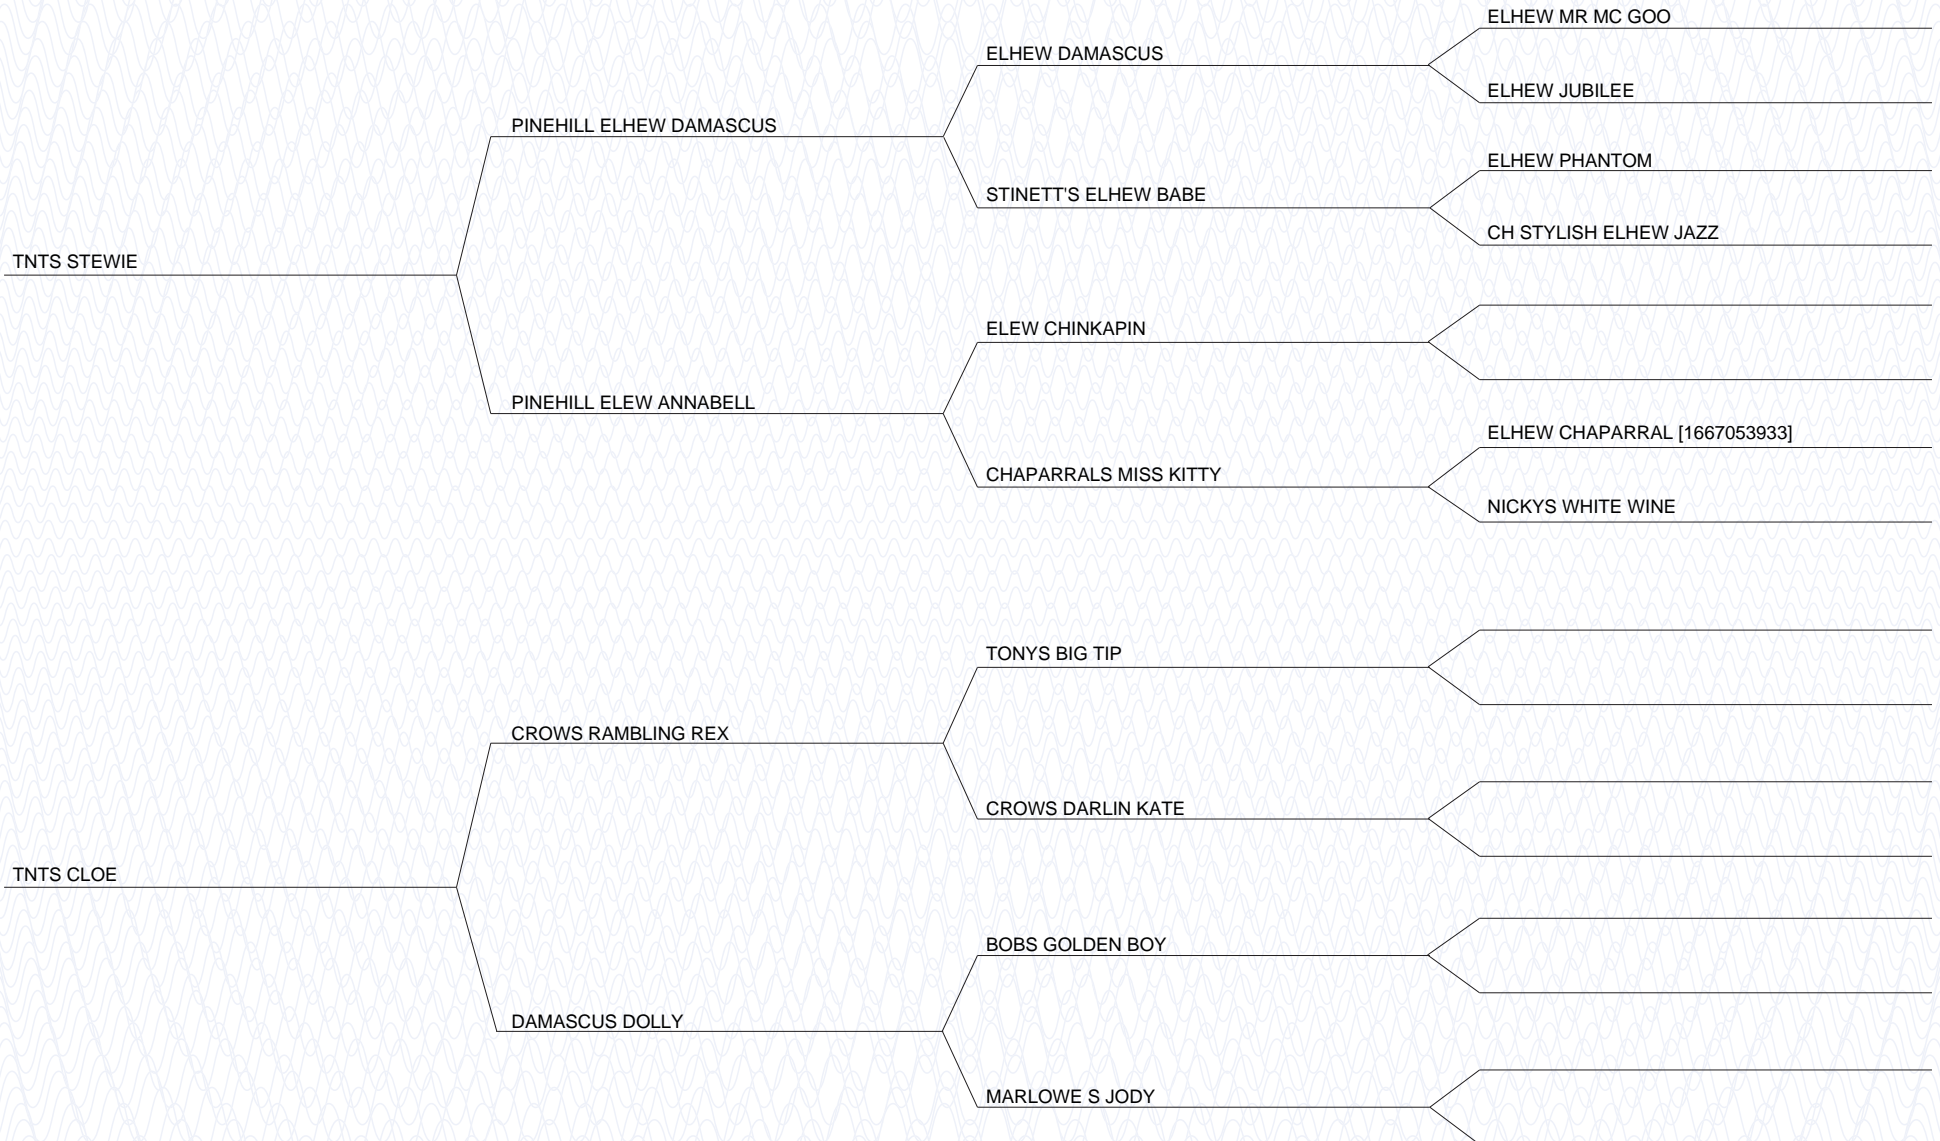 ELHEW MR MC GOO
ELHEW DAMASCUS
ELHEW JUBILEE
PINEHILL ELHEW DAMASCUS
ELHEW PHANTOM
STINETT'S ELHEW BABE
CH STYLISH ELHEW JAZZ
TNTS STEWIE
ELEW CHINKAPIN
PINEHILL ELEW ANNABELL
ELHEW CHAPARRAL [1667053933]
CHAPARRALS MISS KITTY
NICKYS WHITE WINE
TONYS BIG TIP
CROWS RAMBLING REX
CROWS DARLIN KATE
TNTS CLOE
BOBS GOLDEN BOY
DAMASCUS DOLLY
MARLOWE S JODY